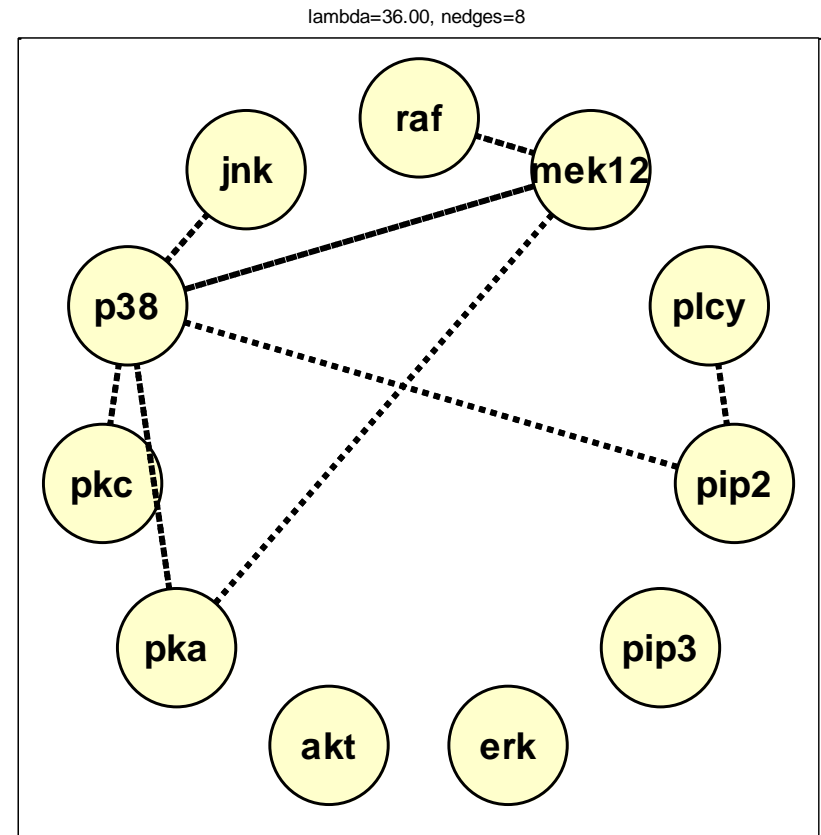 lambda=36.00, nedges=8
raf
jnk
mek12
p38
plcy
pkc
pip2
pka
pip3
akt
erk